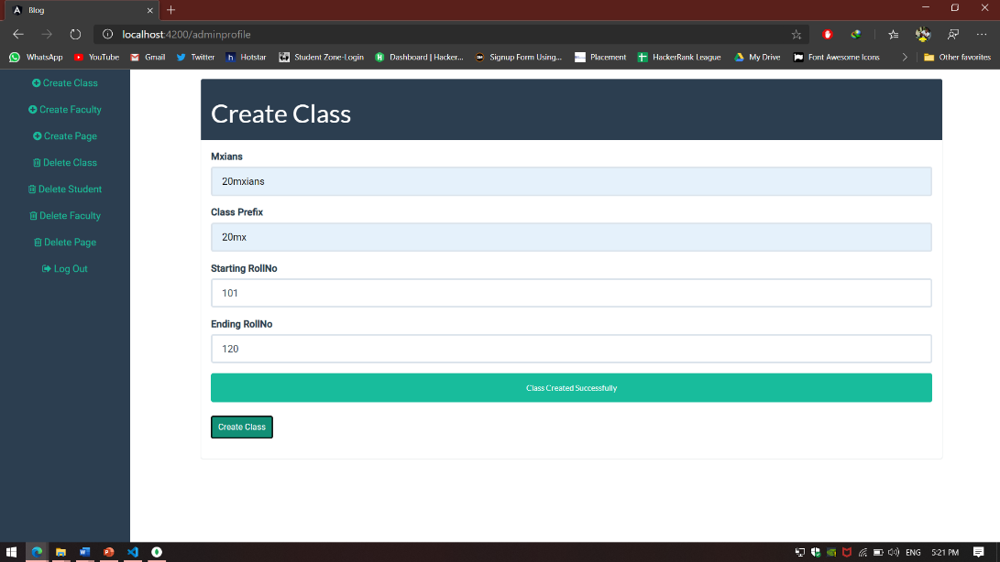 Blog
localhost:4200/adminprofile
WhatsApp YouTube Gmail Twitter h Hotstar Student Zone-Login Dashboard | Hacker... Signup Form Using... Placement HackerRank League My Drive Font Awesome Icons Other favorites
Create Class
Create Faculty
Create Page
Delete Class
Delete Student
Delete Faculty
Delete Page
Log Out
Create Class
Mxians
20mxians
Class Prefix
20mx
Starting RollNo
101
Ending RollNo
120
Class Created Successfully
Create Class
ENG 5:21 PM